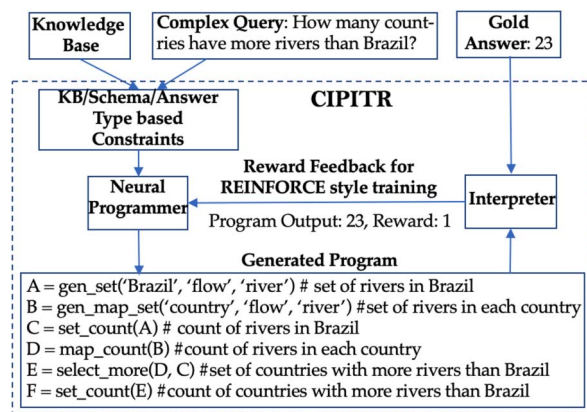 Knowledge
Base
Complex Query: How many coun-
tries have more rivers than Brazil?
Gold
Answer: 23
CIPITR
KB/Schema/Answer
Type based
Constraints
Reward Feedback for
REINFORCE style training
Neural
Programmer
Interpreter
Program Output: 23, Reward: 1
Generated Program
A = gen_set(‘Brazil’, ‘flow’, ‘river’) # set of rivers in Brazil
B = gen_map_set(‘country’, ‘flow’, ‘river’) #set of rivers in each country
C = set_count(A) # count of rivers in Brazil
D = map_count(B) #count of rivers in each country
E = select_more(D, C) #set of countries with more rivers than Brazil
F = set_count(E) #count of countries with more rivers than Brazil